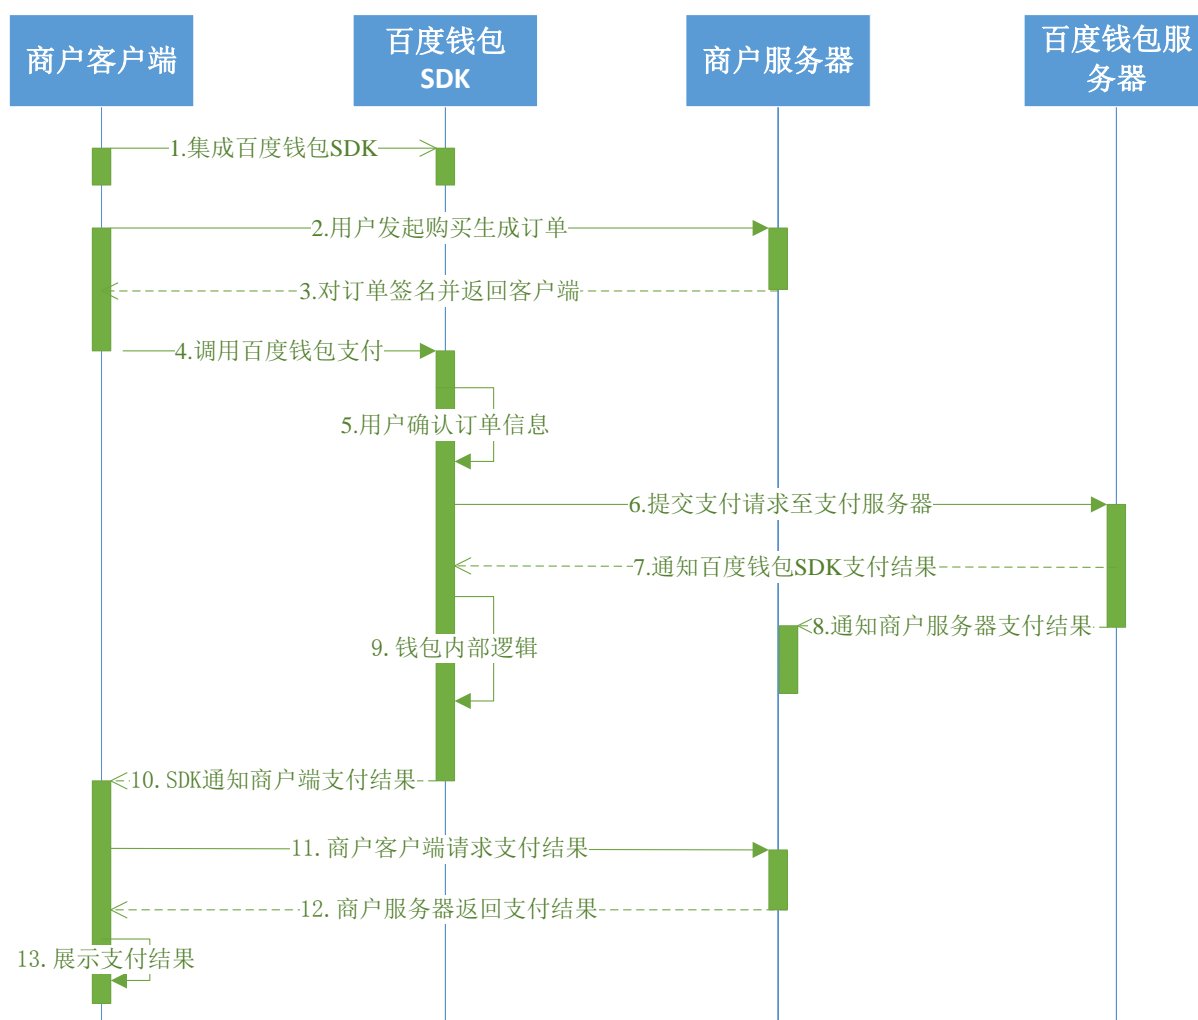 商户客户端
百度钱包
SDK
商户服务器
百度钱包服
务器
1.集成百度钱包SDK
2.用户发起购买生成订单
3.对订单签名并返回客户端
4.调用百度钱包支付
5.用户确认订单信息
6.提交支付请求至支付服务器
7.通知百度钱包SDK支付结果
8.通知商户服务器支付结果
9. 钱包内部逻辑
10. SDK通知商户端支付结果
11. 商户客户端请求支付结果
12. 商户服务器返回支付结果
13. 展示支付结果